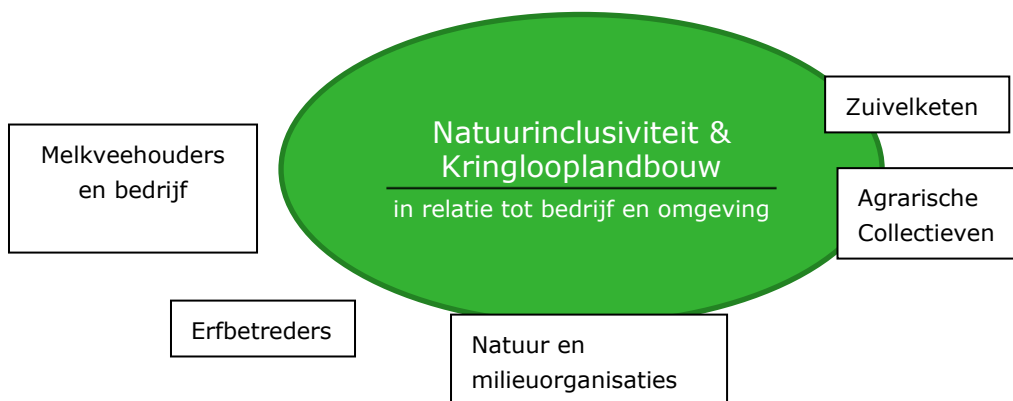 Natuurinclusiviteit &
Kringlooplandbouw
in relatie tot bedrijf en omgeving
Zuivelketen
Melkveehouders
en bedrijf
Agrarische
Collectieven
Erfbetreders
Natuur en
milieuorganisaties